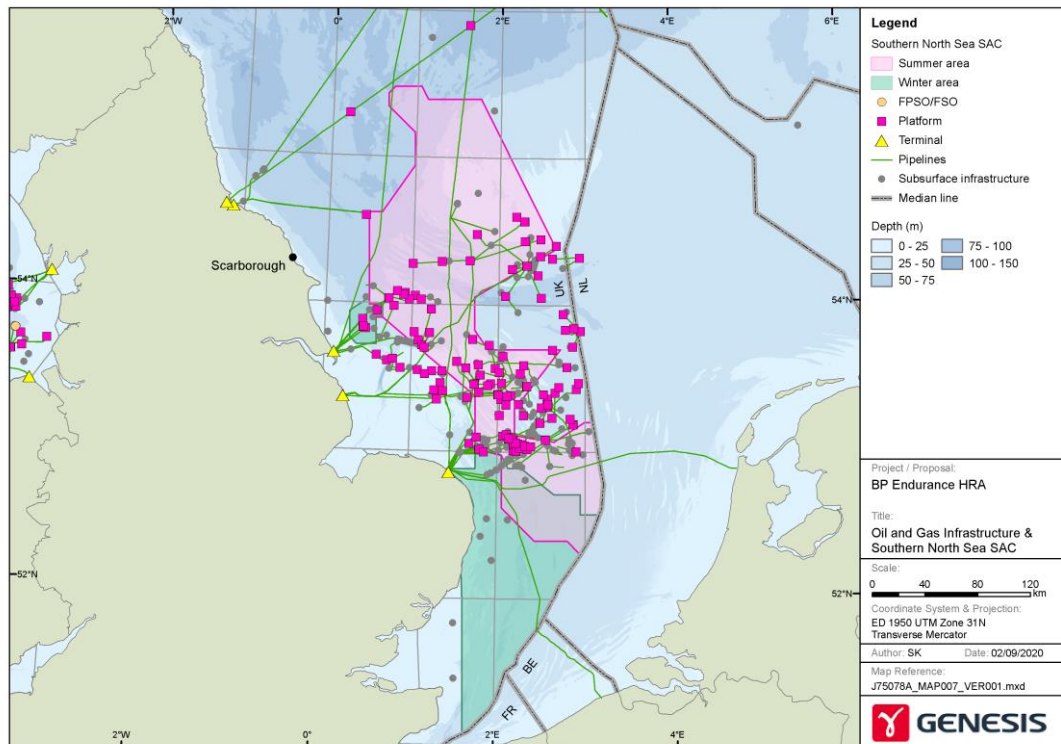 2°W
0°
2°E
4°E
6°E
Scarborough
54°N
54°N
UK
NL
52°N
52°N
BE
FR
2°W
0°
2°E
4°E
Legend
Southern North Sea SAC
Summer area
Winter area
FPSO/FSO
Platform
Terminal
Pipelines
Subsurface infrastructure
Median line
Depth (m)
0 - 25
25 - 50
50 - 75
75 - 100
100 - 150
Project / Proposal:
BP Endurance HRA
Title:
Oil and Gas Infrastructure &
Southern North Sea SAC
Scale:
0 40 80 120
km
Coordinate System & Projection:
ED 1950 UTM Zone 31N
Transverse Mercator
Author: SK Date: 02/09/2020
Map Reference:
J75078A_MAP007_VER001.mxd
GENESIS